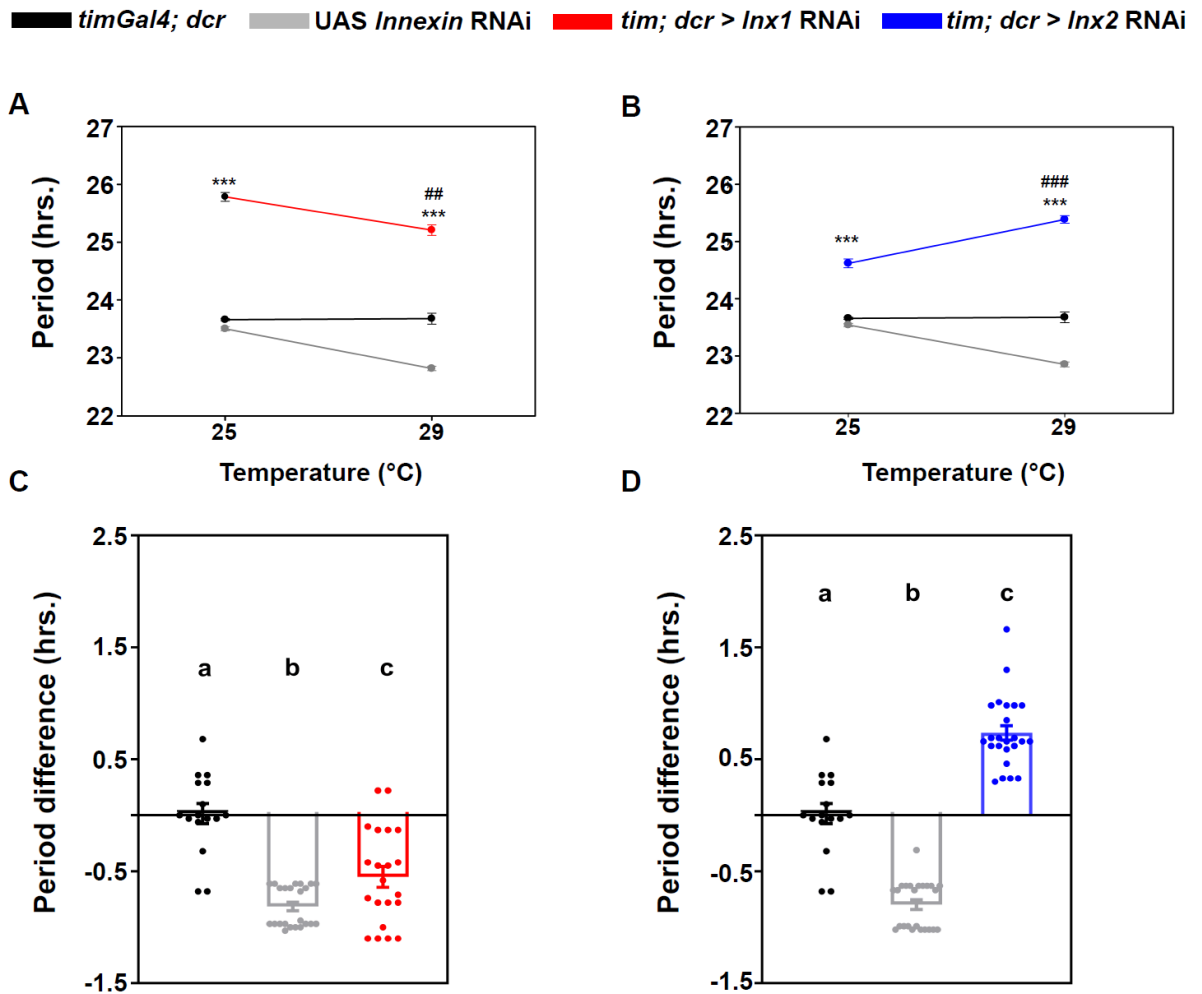 timGal4; dcr UAS Innexin RNAi tim; dcr > Inx1 RNAi tim; dcr > Inx2 RNAi
A
27
26
25
24
23
22
Period (hrs.)
***
##
***
25 29
Temperature (°C)
B
27
26
25
24
23
22
Period (hrs.)
***
###
***
25 29
Temperature (°C)
C
2.5
1.5
0.5
-0.5
-1.5
Period difference (hrs.)
a b c
D
2.5
1.5
0.5
-0.5
-1.5
Period difference (hrs.)
a b c